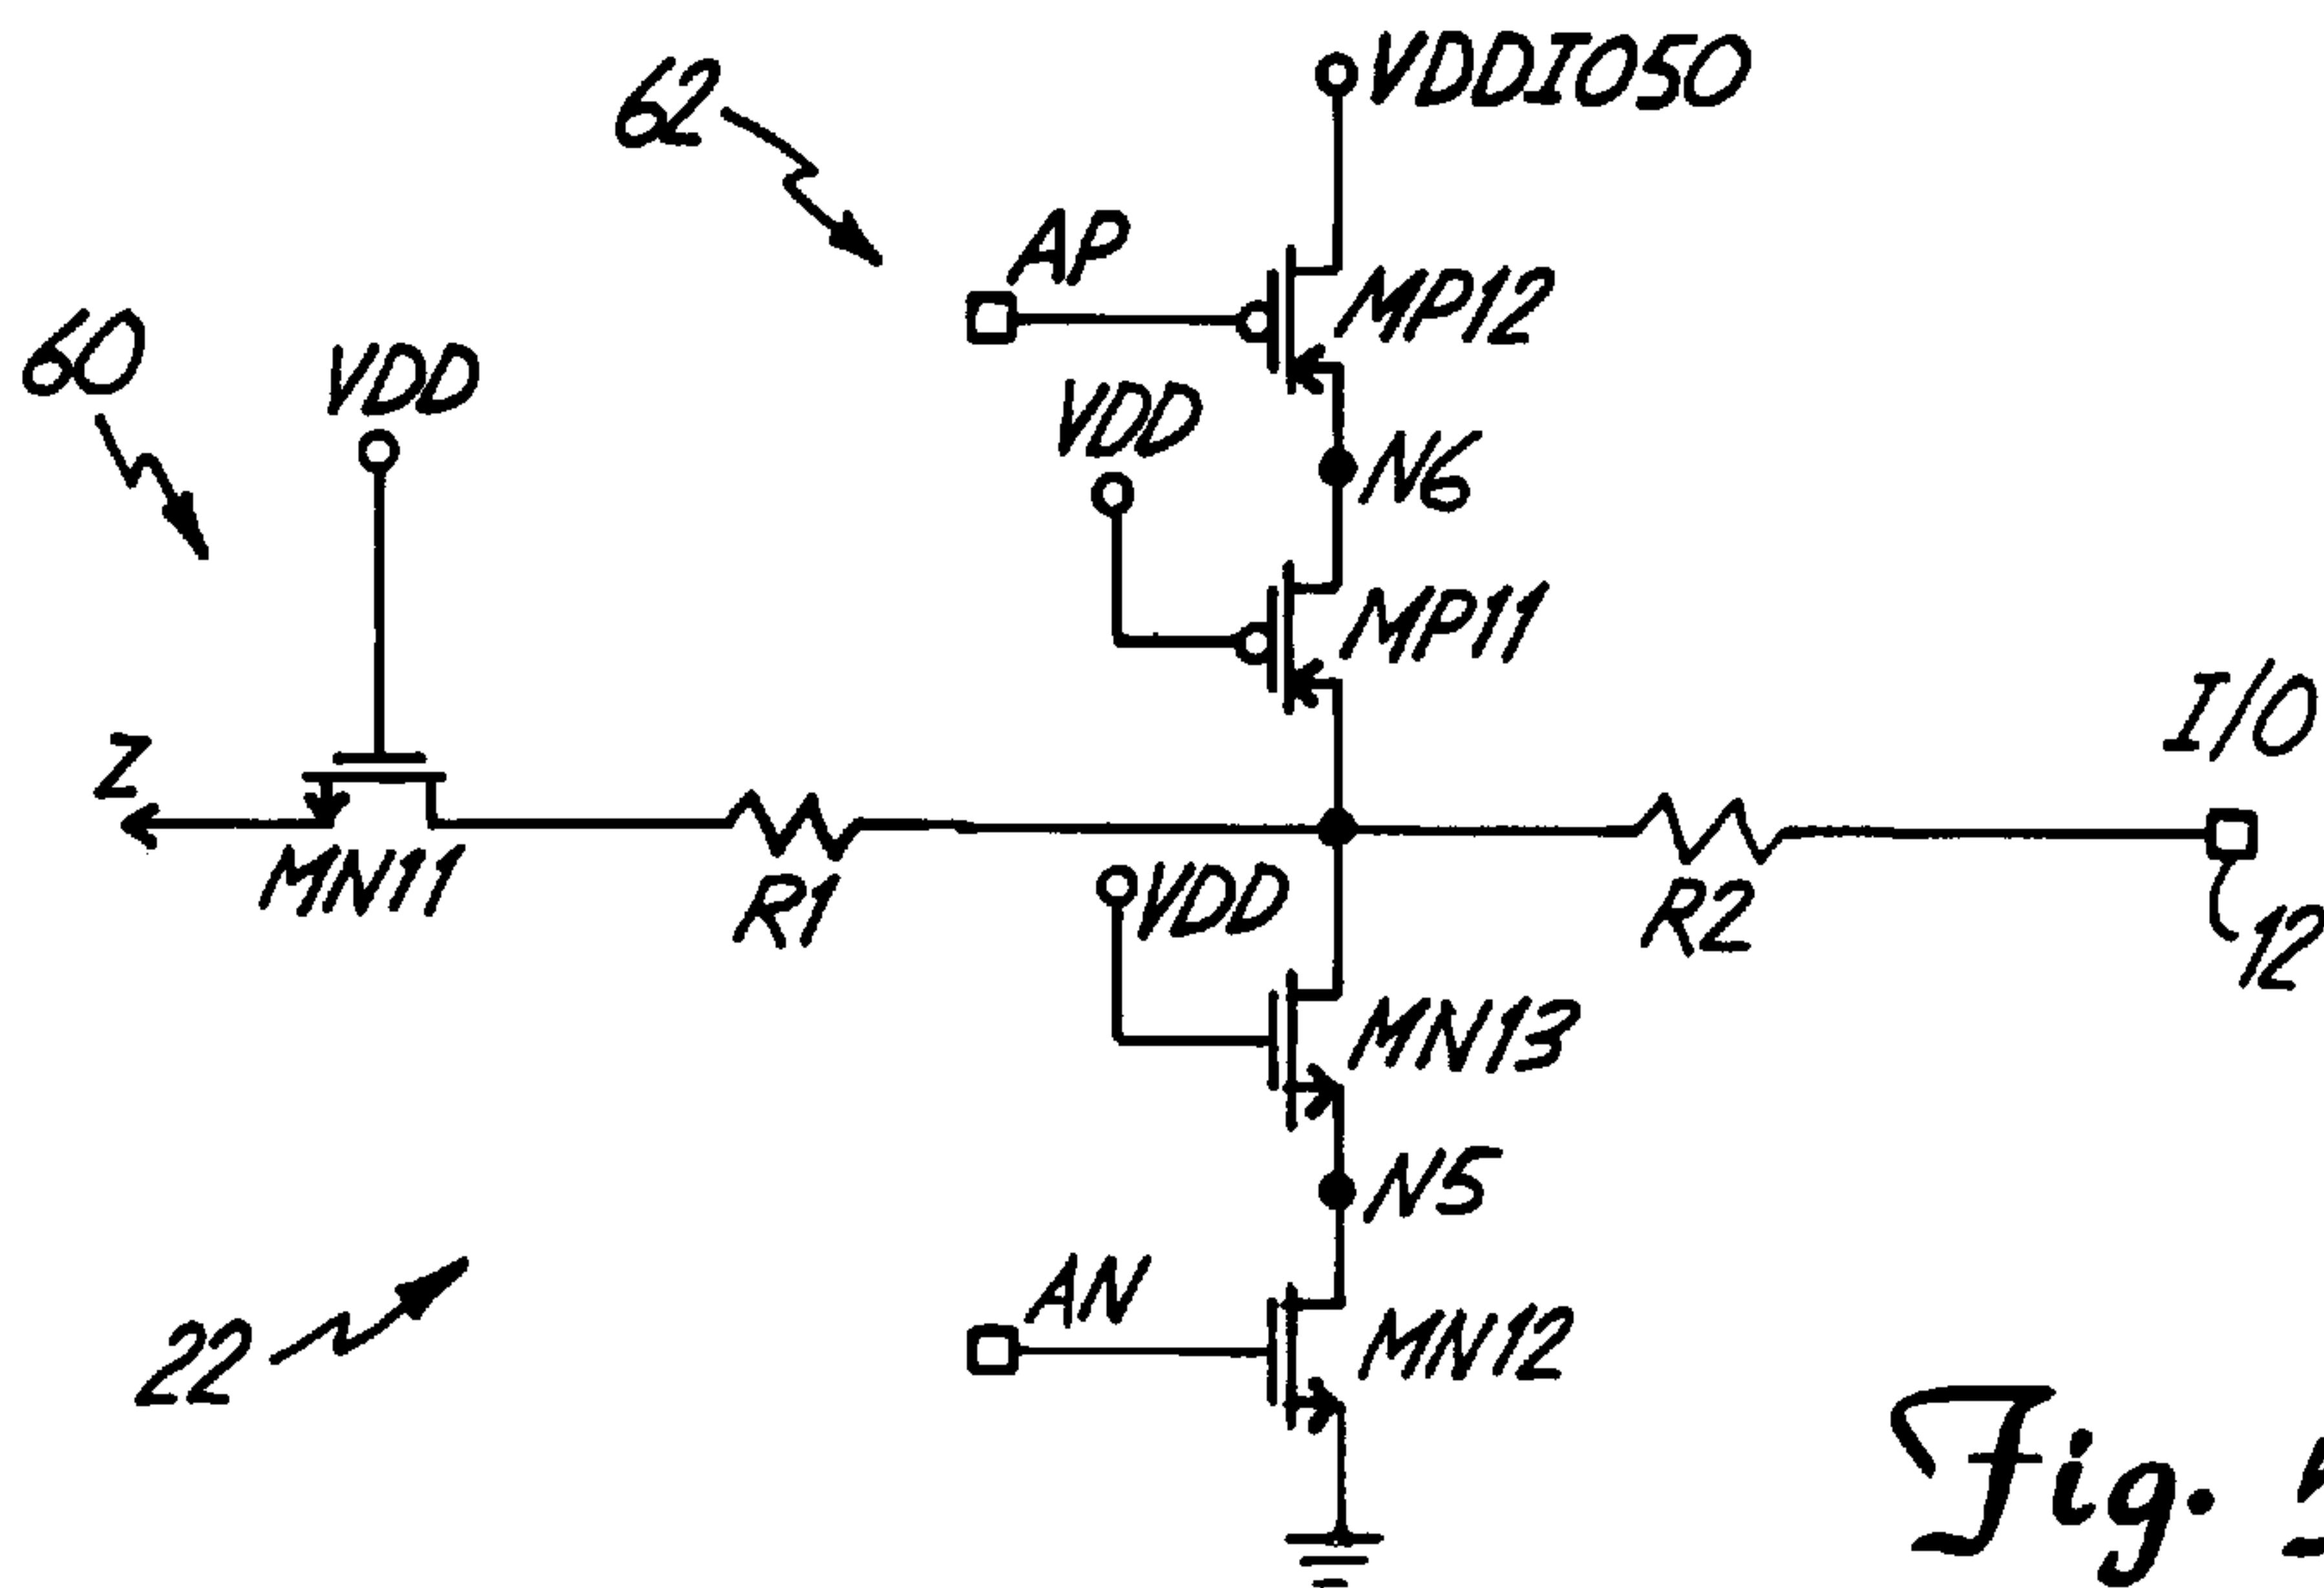 VDDIO50
62
AP
MP12
60
VDD
VDD
N6
MP11
I/O
Z
MN11
R1
VDD
R2
12
MN13
N5
AN
MN12
22
Fig.